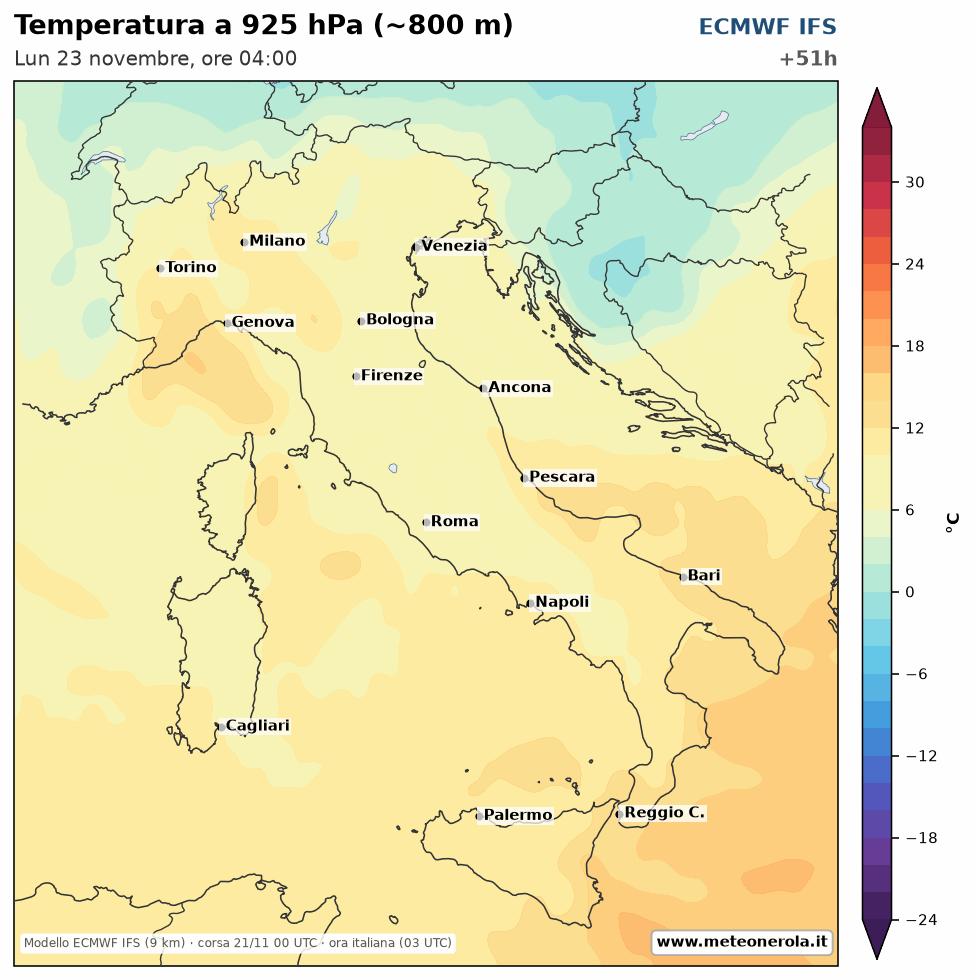 Temperatura a 925 hPa (~800 m)
ECMWF IFS
Lun 23 novembre, ore 04:00
+51h
Milano
Venezia
Torino
Genova
Bologna
Firenze
Ancona
Pescara
Roma
Bari
Napoli
Cagliari
Palermo
Reggio C.
30
24
18
12
6
0
−6
−12
−18
−24
°C
Modello ECMWF IFS (9 km) · corsa 21/11 00 UTC · ora italiana (03 UTC)
www.meteonerola.it